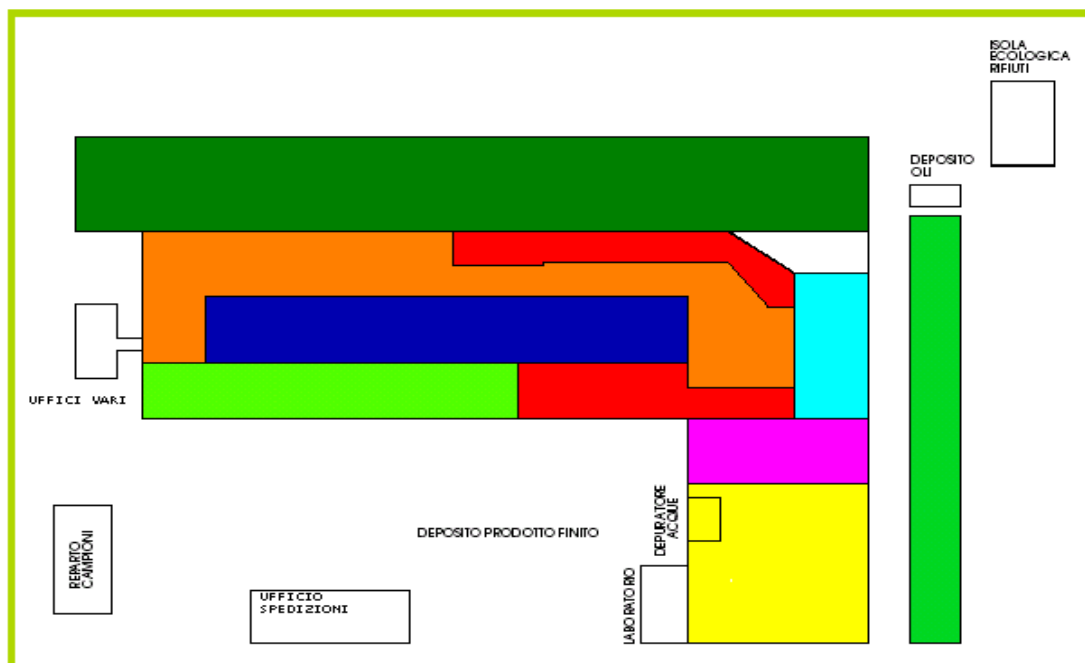 ISOLA
ECOLOGICA
RIFIUTI
DEPOSITO
OLI
UFFICI VARI
REPARTO
CAMPIONI
DEPOSITO PRODOTTO FINITO
DEPURATORE
ACQUE
UFFICIO
SPEDIZIONI
LABORATORIO